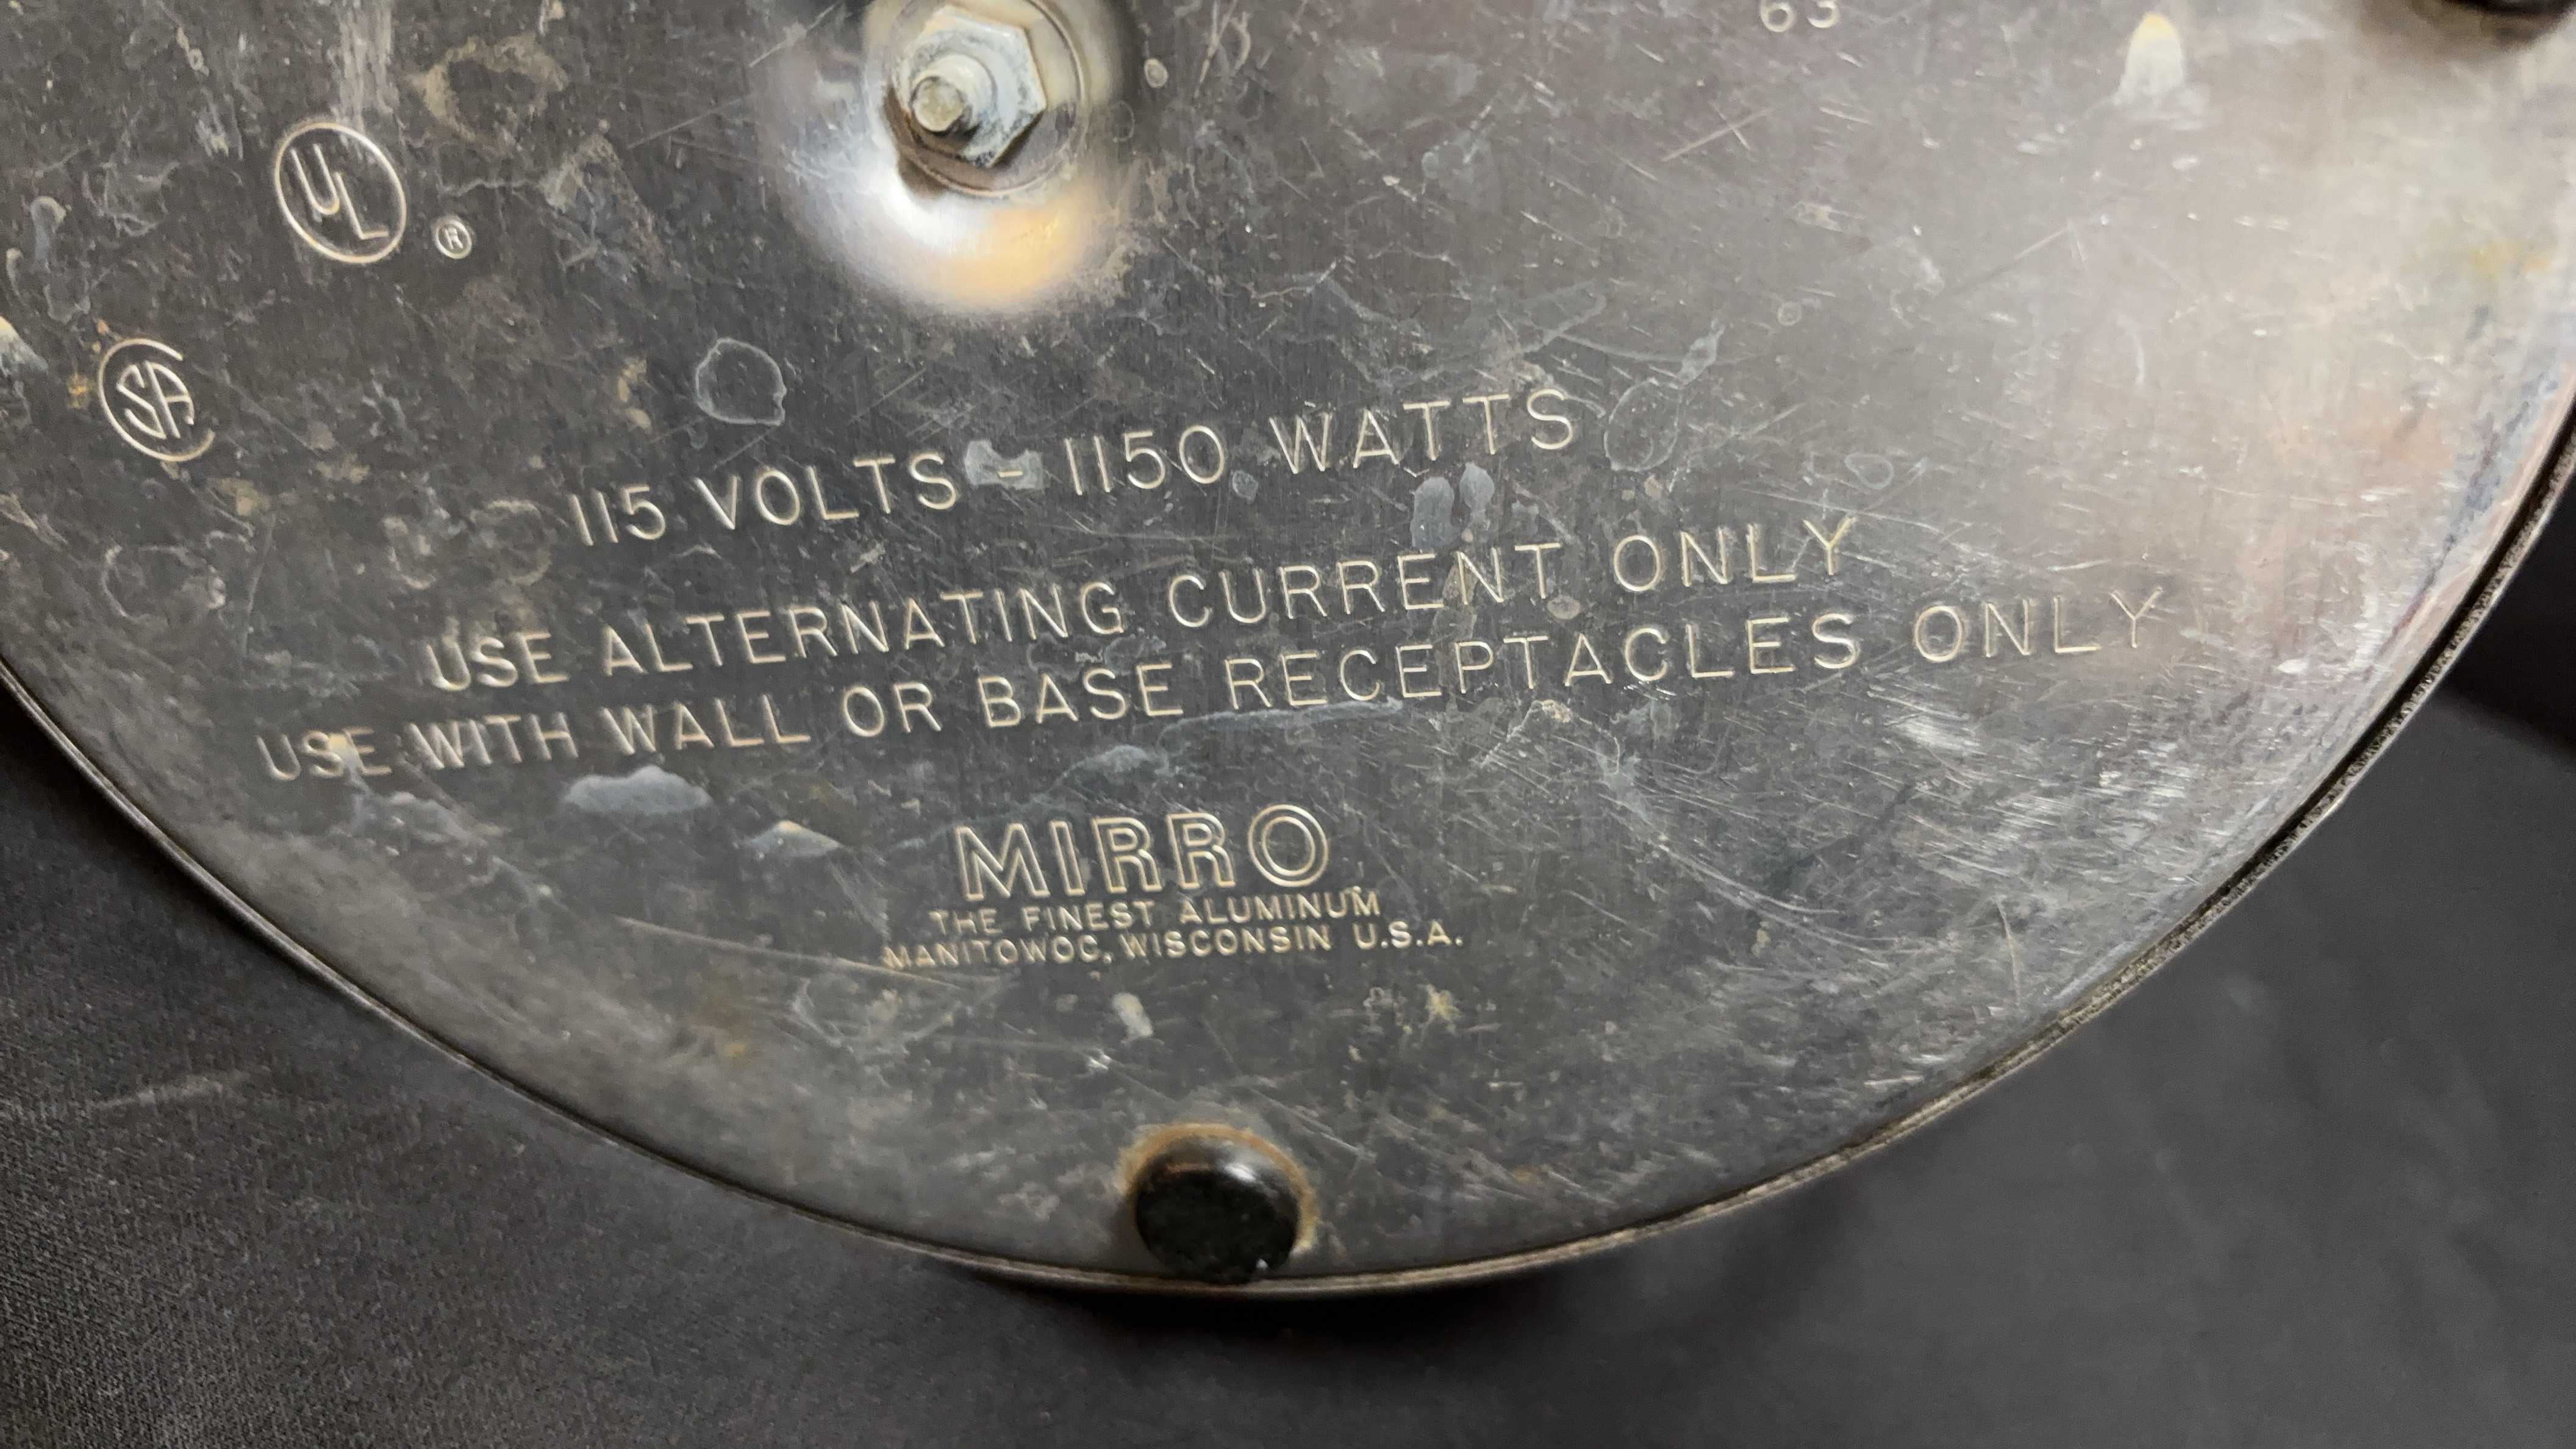 63
UL ®
CSA
115 VOLTS - 1150 WATTS
USE ALTERNATING CURRENT ONLY
USE WITH WALL OR BASE RECEPTACLES ONLY
MIRRO
THE FINEST ALUMINUM
MANITOWOC, WISCONSIN U.S.A.